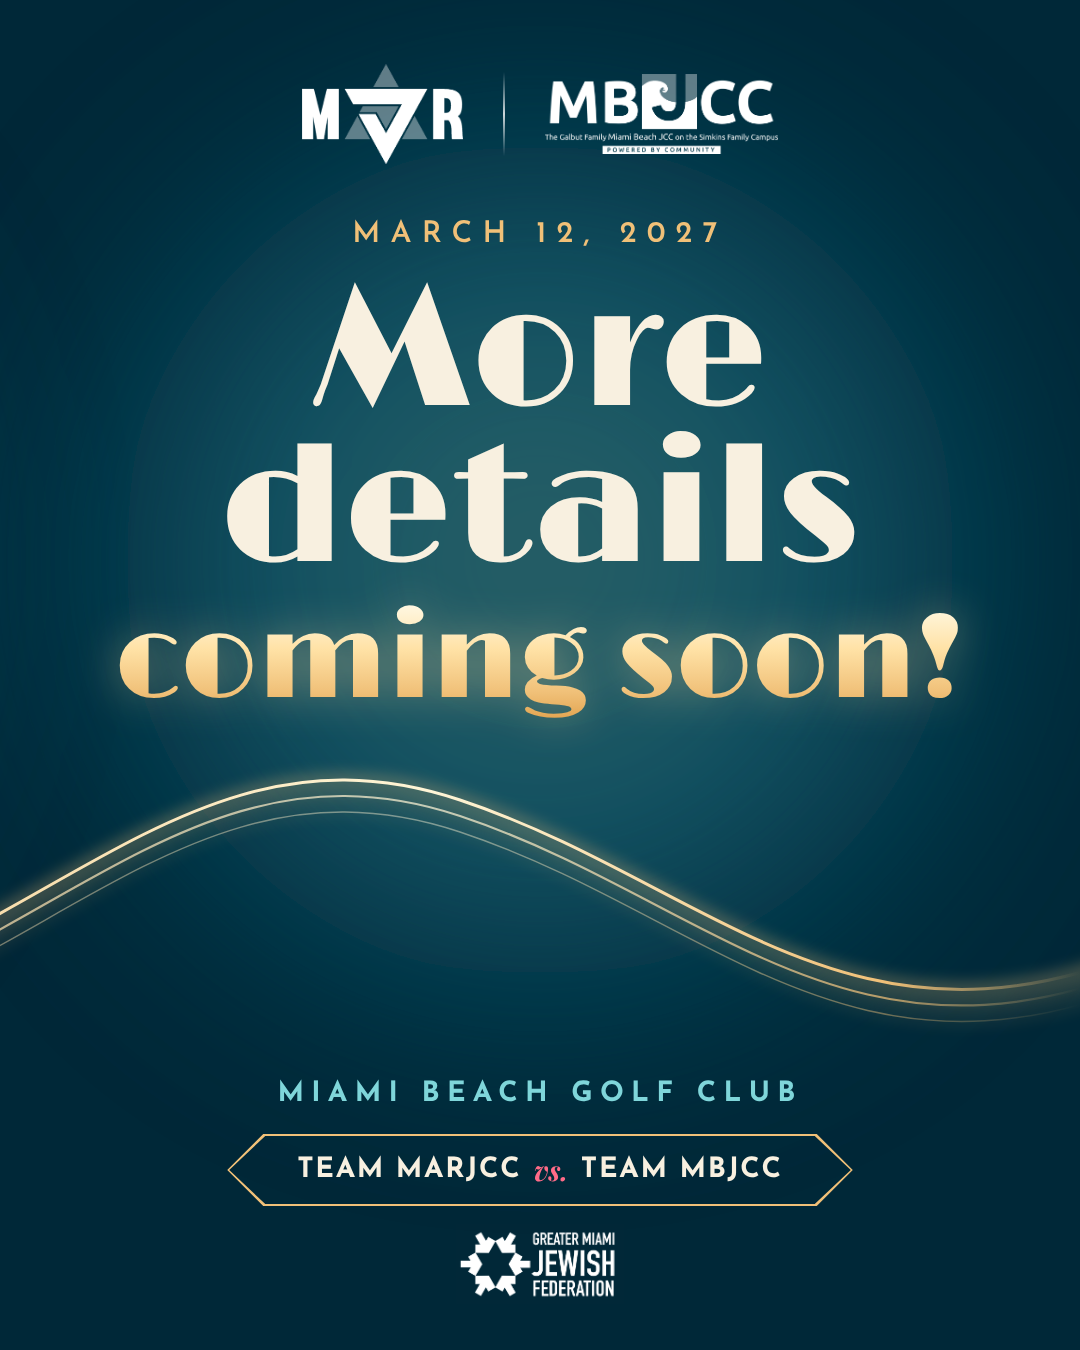 MAR
MBJCC
The Galbut Family Miami Beach JCC on the Simkins Family Campus
POWERED BY COMMUNITY
MARCH 12, 2027
More
details
coming soon!
MIAMI BEACH GOLF CLUB
TEAM MARJCC vs. TEAM MBJCC
GREATER MIAMI
JEWISH
FEDERATION